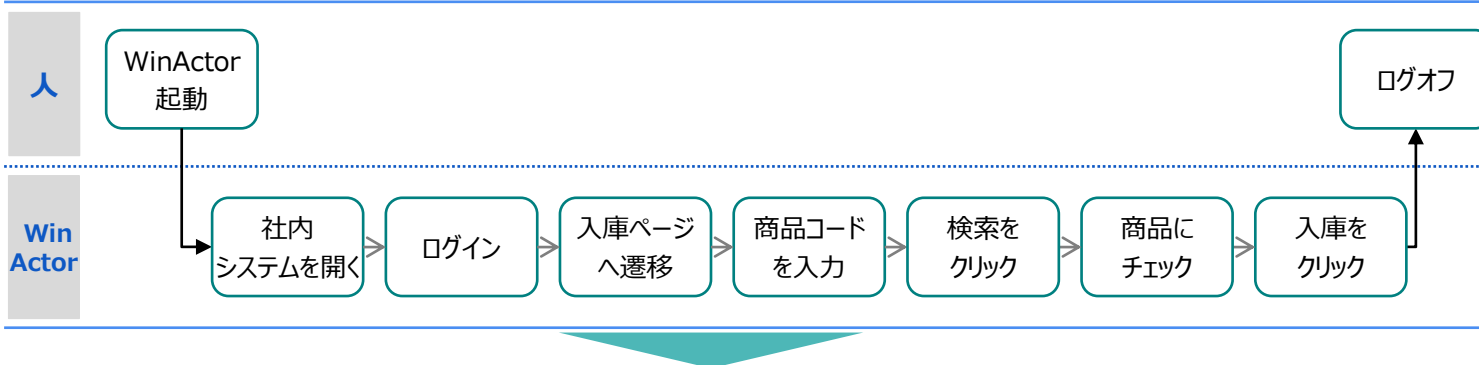 人
WinActor
起動
ログオフ
Win
Actor
社内
システムを開く
ログイン
入庫ページ
へ遷移
商品コード
を入力
検索を
クリック
商品に
チェック
入庫を
クリック